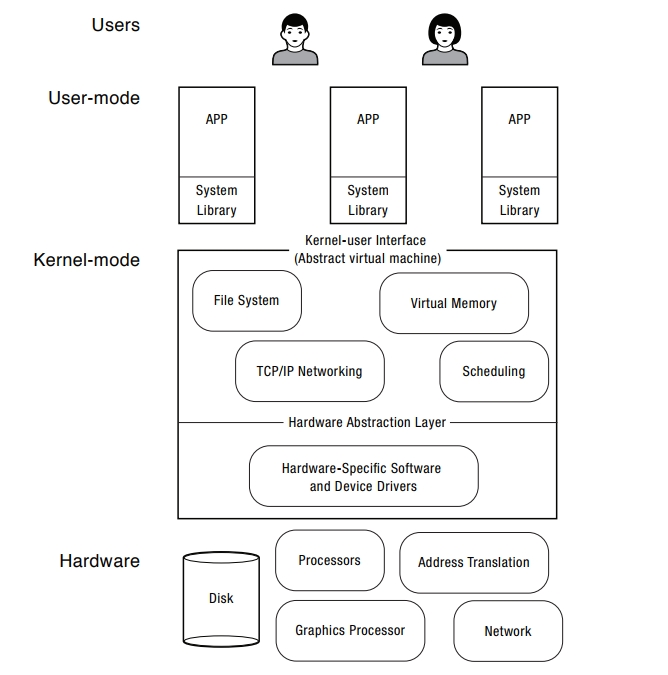 Users
User-mode
APP
APP
APP
System
Library
System
Library
System
Library
Kernel-mode
Kernel-user Interface
(Abstract virtual machine)
File System
Virtual Memory
TCP/IP Networking
Scheduling
Hardware Abstraction Layer
Hardware-Specific Software
and Device Drivers
Hardware
Disk
Processors
Address Translation
Graphics Processor
Network